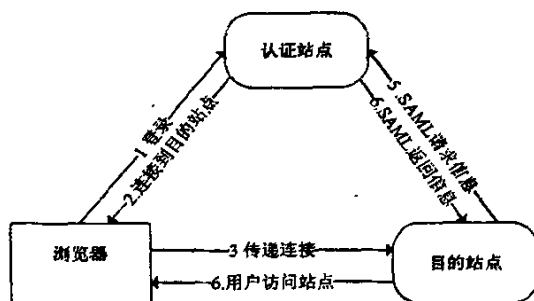 认证站点
1 登录
2.连接到目的站点
5.SAML请求信息
6.SAML返回信息
浏览器
3 传递连接
目的站点
6.用户访问站点